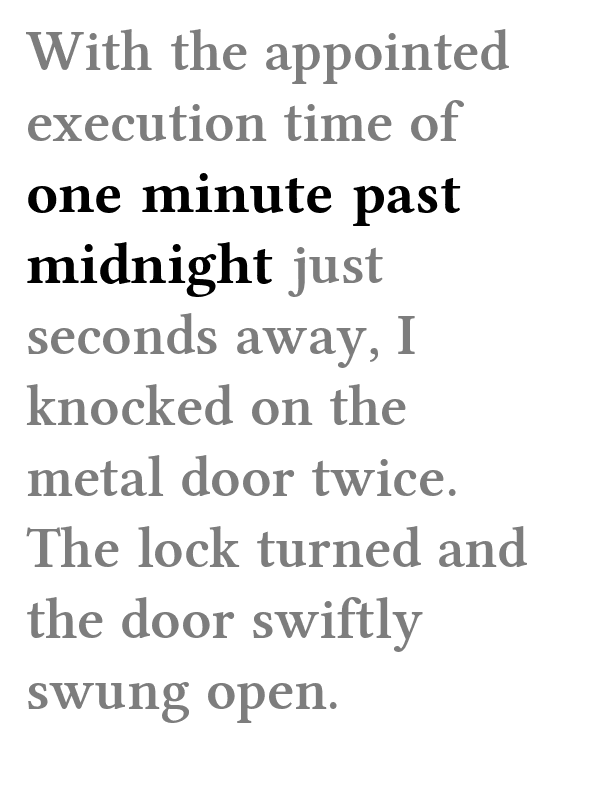 With the appointed
execution time of
one minute past
midnight just
seconds away, I
knocked on the
metal door twice.
The lock turned and
the door swiftly
swung open.